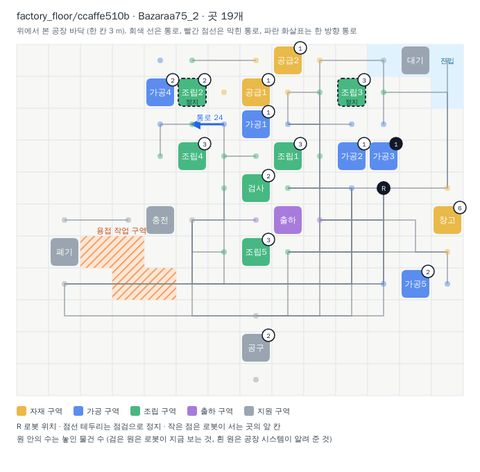 factory_floor/ccaffe510b · Bazaraa75_2 · 곳 19개
위에서 본 공장 바닥 (한 칸 3 m). 회색 선은 통로, 빨간 점선은 막힌 통로, 파란 화살표는 한 방향 통로
공급2 1
대기
가공4 2
조립2 2
정지
공급1 1
조립3 3
정지
통로 24
가공1 1
조립4 3
조립1 3
가공2 1
가공3 1
검사 2
R
충전
출하
창고 6
용접 작업 구역
폐기
조립5 3
가공5 2
공구 2
자재 구역
가공 구역
조립 구역
출하 구역
지원 구역
R 로봇 위치 · 점선 테두리는 점검으로 정지 · 작은 점은 로봇이 서는 곳의 앞 칸
원 안의 수는 놓인 물건 수 (검은 원은 로봇이 지금 보는 것, 흰 원은 공장 시스템이 알려 준 것)